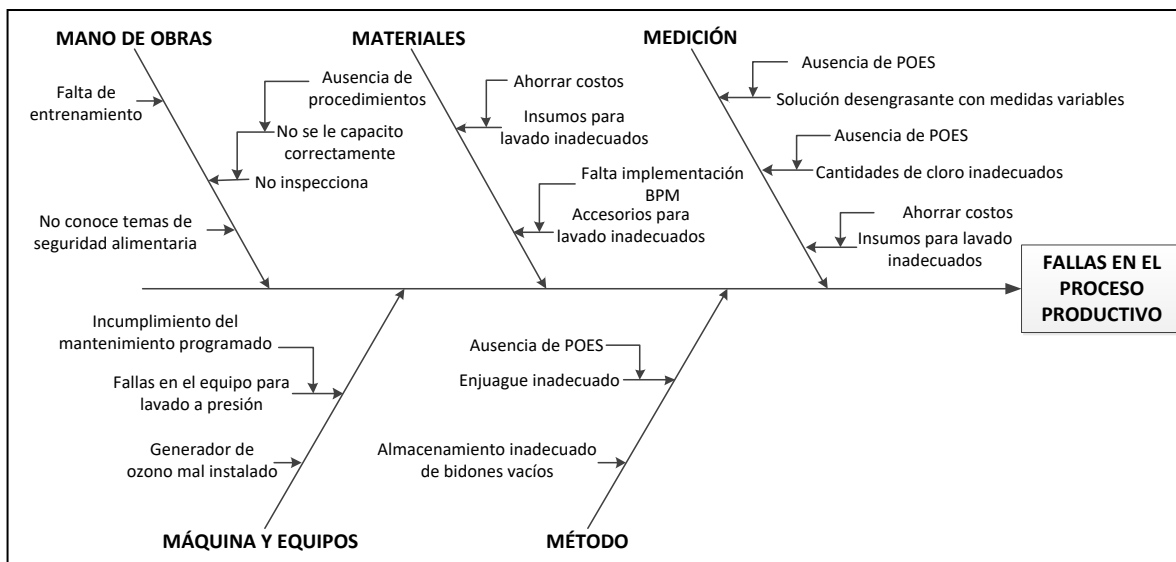 MANO DE OBRAS
Falta de
entrenamiento
Ausencia de
procedimientos
No se le capacito
correctamente
No inspecciona
No conoce temas de
seguridad alimentaria
MATERIALES
Ahorrar costos
Insumos para
lavado inadecuados
Falta implementación
BPM
Accesorios para
lavado inadecuados
MEDICIÓN
Ausencia de POES
Solución desengrasante con medidas variables
Ausencia de POES
Cantidades de cloro inadecuados
Ahorrar costos
Insumos para lavado
inadecuados
FALLAS EN EL
PROCESO
PRODUCTIVO
Incumplimiento del
mantenimiento programado
Fallas en el equipo para
lavado a presión
Generador de
ozono mal instalado
MÁQUINA Y EQUIPOS
Ausencia de POES
Enjuague inadecuado
Almacenamiento inadecuado
de bidones vacíos
MÉTODO